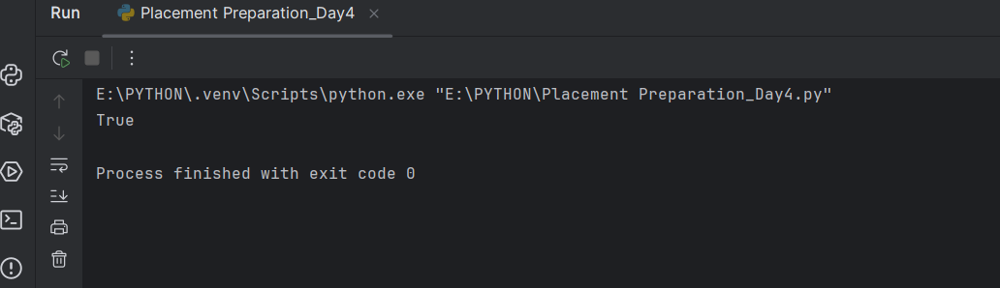 Run Placement Preparation_Day4
E:\PYTHON\.venv\Scripts\python.exe "E:\PYTHON\Placement Preparation_Day4.py"
True
Process finished with exit code 0